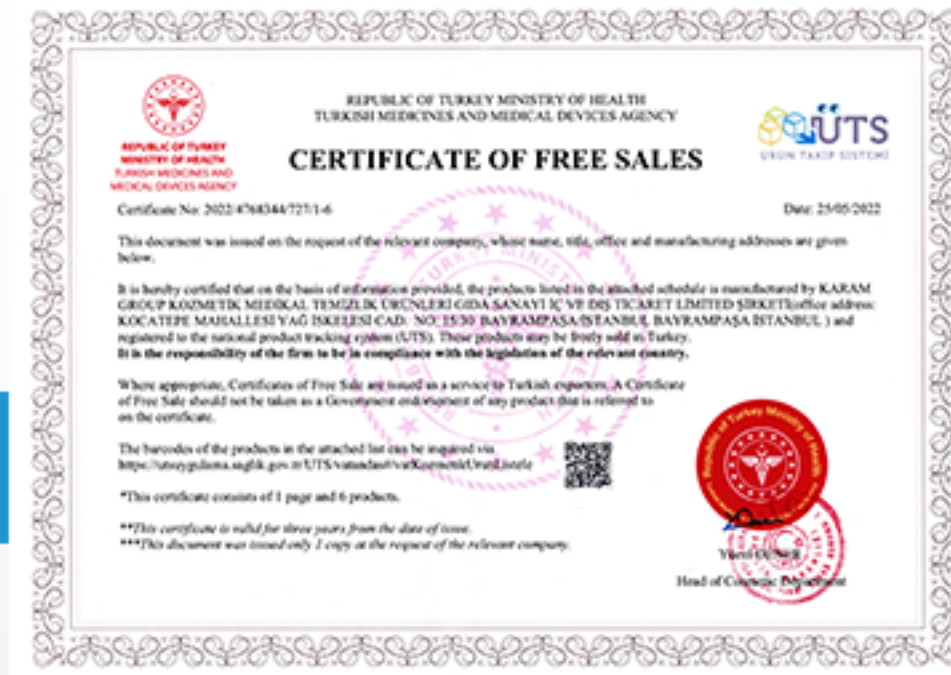 REPUBLIC OF TURKEY MINISTRY OF HEALTH
TURKISH MEDICINES AND MEDICAL DEVICES AGENCY
REPUBLIC OF TURKEY
MINISTRY OF HEALTH
TURKISH MEDICINES AND
MEDICAL DEVICES AGENCY
ÜTS
ÜRÜN TAKİP SİSTEMİ
CERTIFICATE OF FREE SALES
Certificate No: 2022/4768344/727/1-6
Date: 25/05/2022
This document was issued on the request of the relevant company, whose name, title, office and manufacturing addresses are given
below.
It is hereby certified that on the basis of information provided, the products listed in the attached schedule is manufactured by KARAM
GROUP KOZMETİK MEDİKAL TEMİZLİK ÜRÜNLERİ GIDA SANAYİ İÇ VE DIŞ TİCARET LİMİTED ŞİRKETİ(office address:
KOCATEPE MAHALLESİ YAĞ İSKELESİ CAD. NO: 15/30 BAYRAMPAŞA/İSTANBUL BAYRAMPAŞA İSTANBUL ) and
registered to the national product tracking system (UTS). These products may be freely sold in Turkey.
It is the responsibility of the firm to be in compliance with the legislation of the relevant country.
Where appropriate, Certificates of Free Sale are issued as a service to Turkish exporters. A Certificate
of Free Sale should not be taken as a Government endorsement of any product that is referred to
on the certificate.
The barcodes of the products in the attached list can be inquired via
*This certificate consists of 1 page and 6 products.
**This certificate is valid for three years from the date of issue.
***This document was issued only 1 copy at the request of the relevant company.
Republic of Turkey Ministry of Health
Head of Cosmetic Department